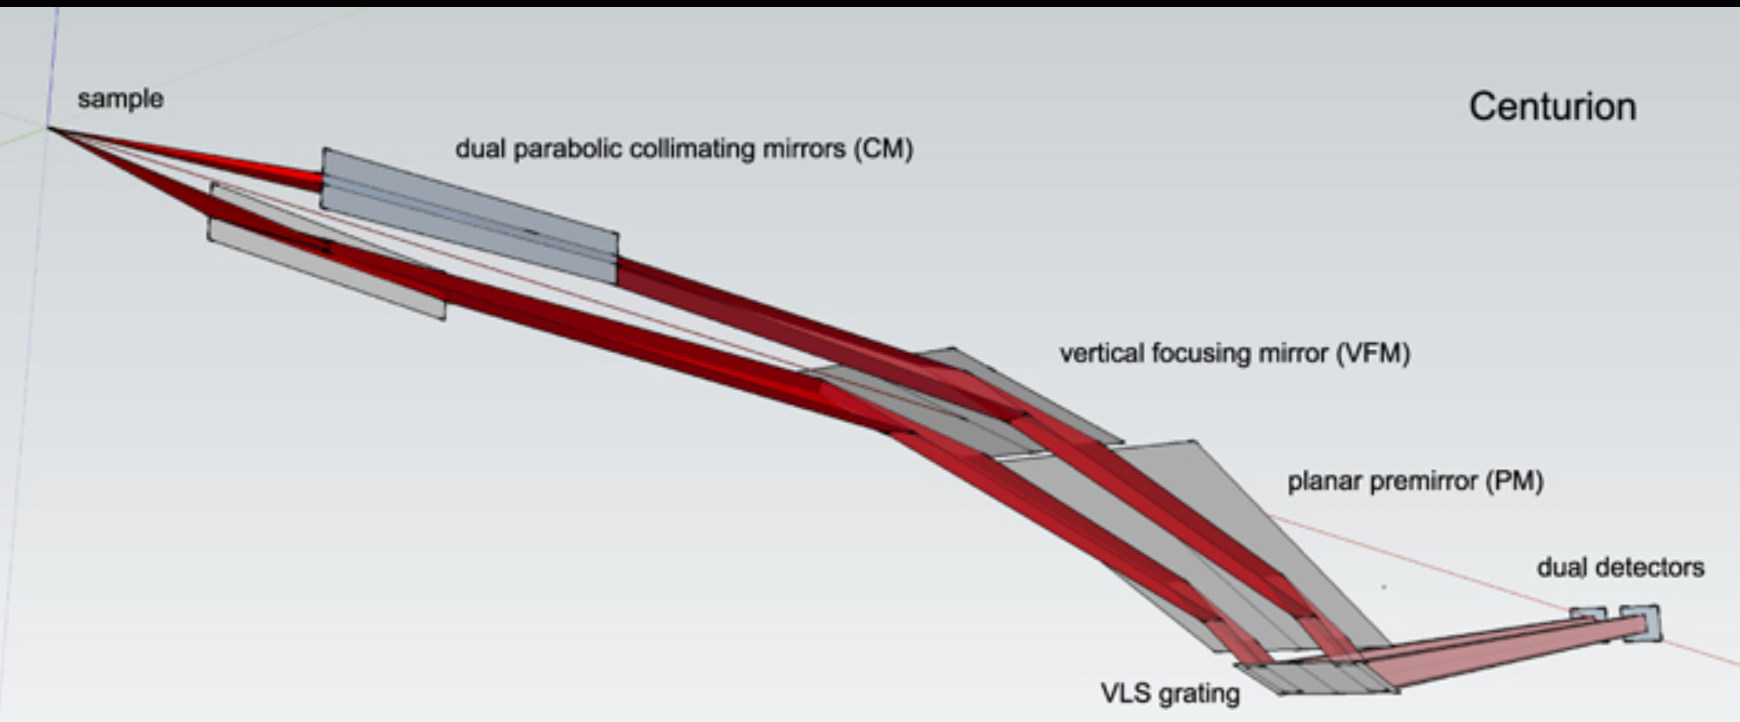 sample
Centurion
dual parabolic collimating mirrors (CM)
vertical focusing mirror (VFM)
planar premirror (PM)
dual detectors
VLS grating